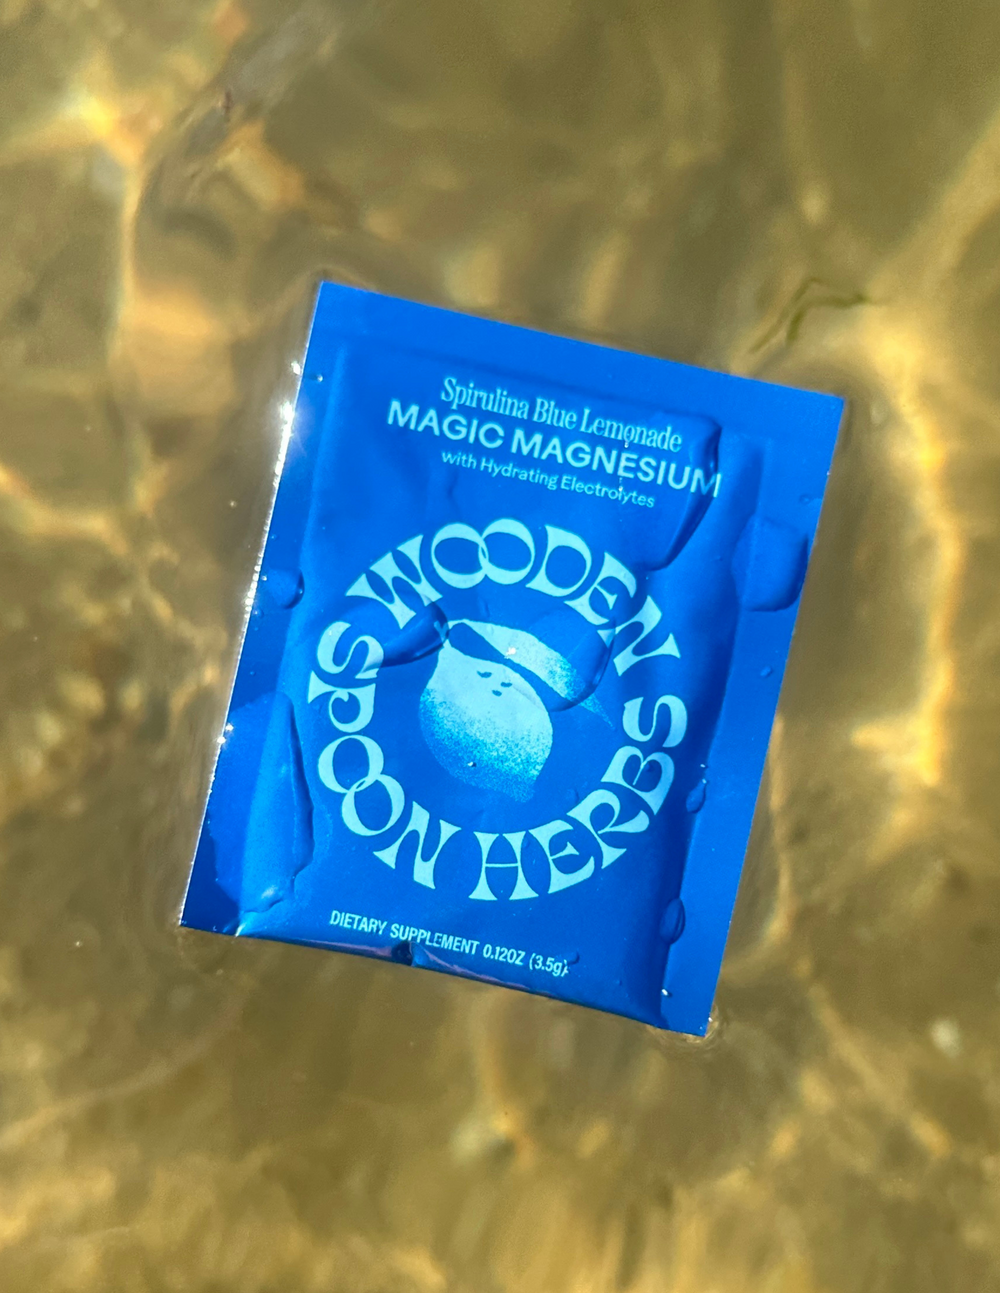 Spirulina Blue Lemonade
MAGIC MAGNESIUM
with Hydrating Electrolytes
WOODEN SPOON HERBS
DIETARY SUPPLEMENT 0.12OZ (3.5g)